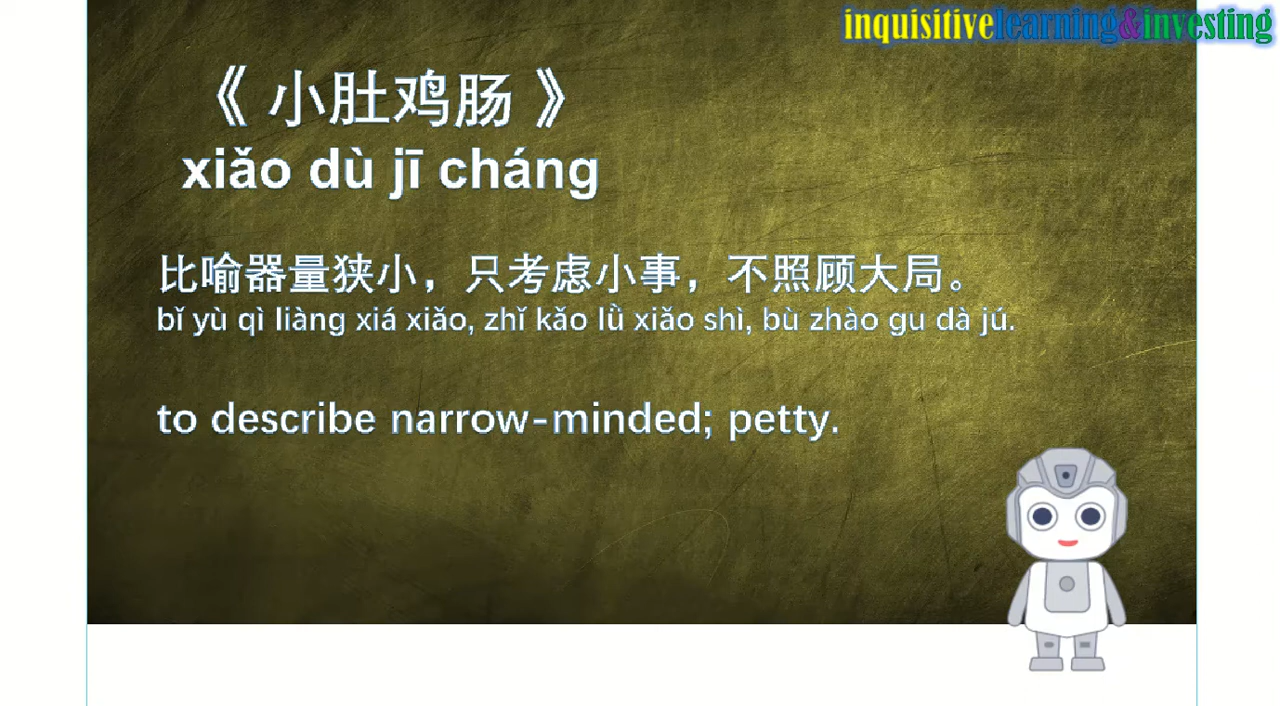 inquisitivelearning&investing
《 小肚鸡肠 》
xiǎo dù jī cháng
比喻器量狭小，只考虑小事，不照顾大局。
bǐ yù qì liàng xiá xiǎo, zhǐ kǎo lǜ xiǎo shì, bù zhào gu dà jú.
to describe narrow-minded; petty.